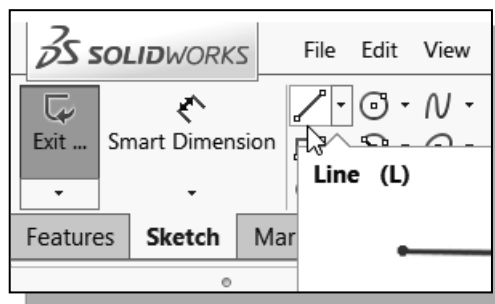 SOLIDWORKS File Edit View
Exit ... Smart Dimension
Line (L)
Features Sketch Mar